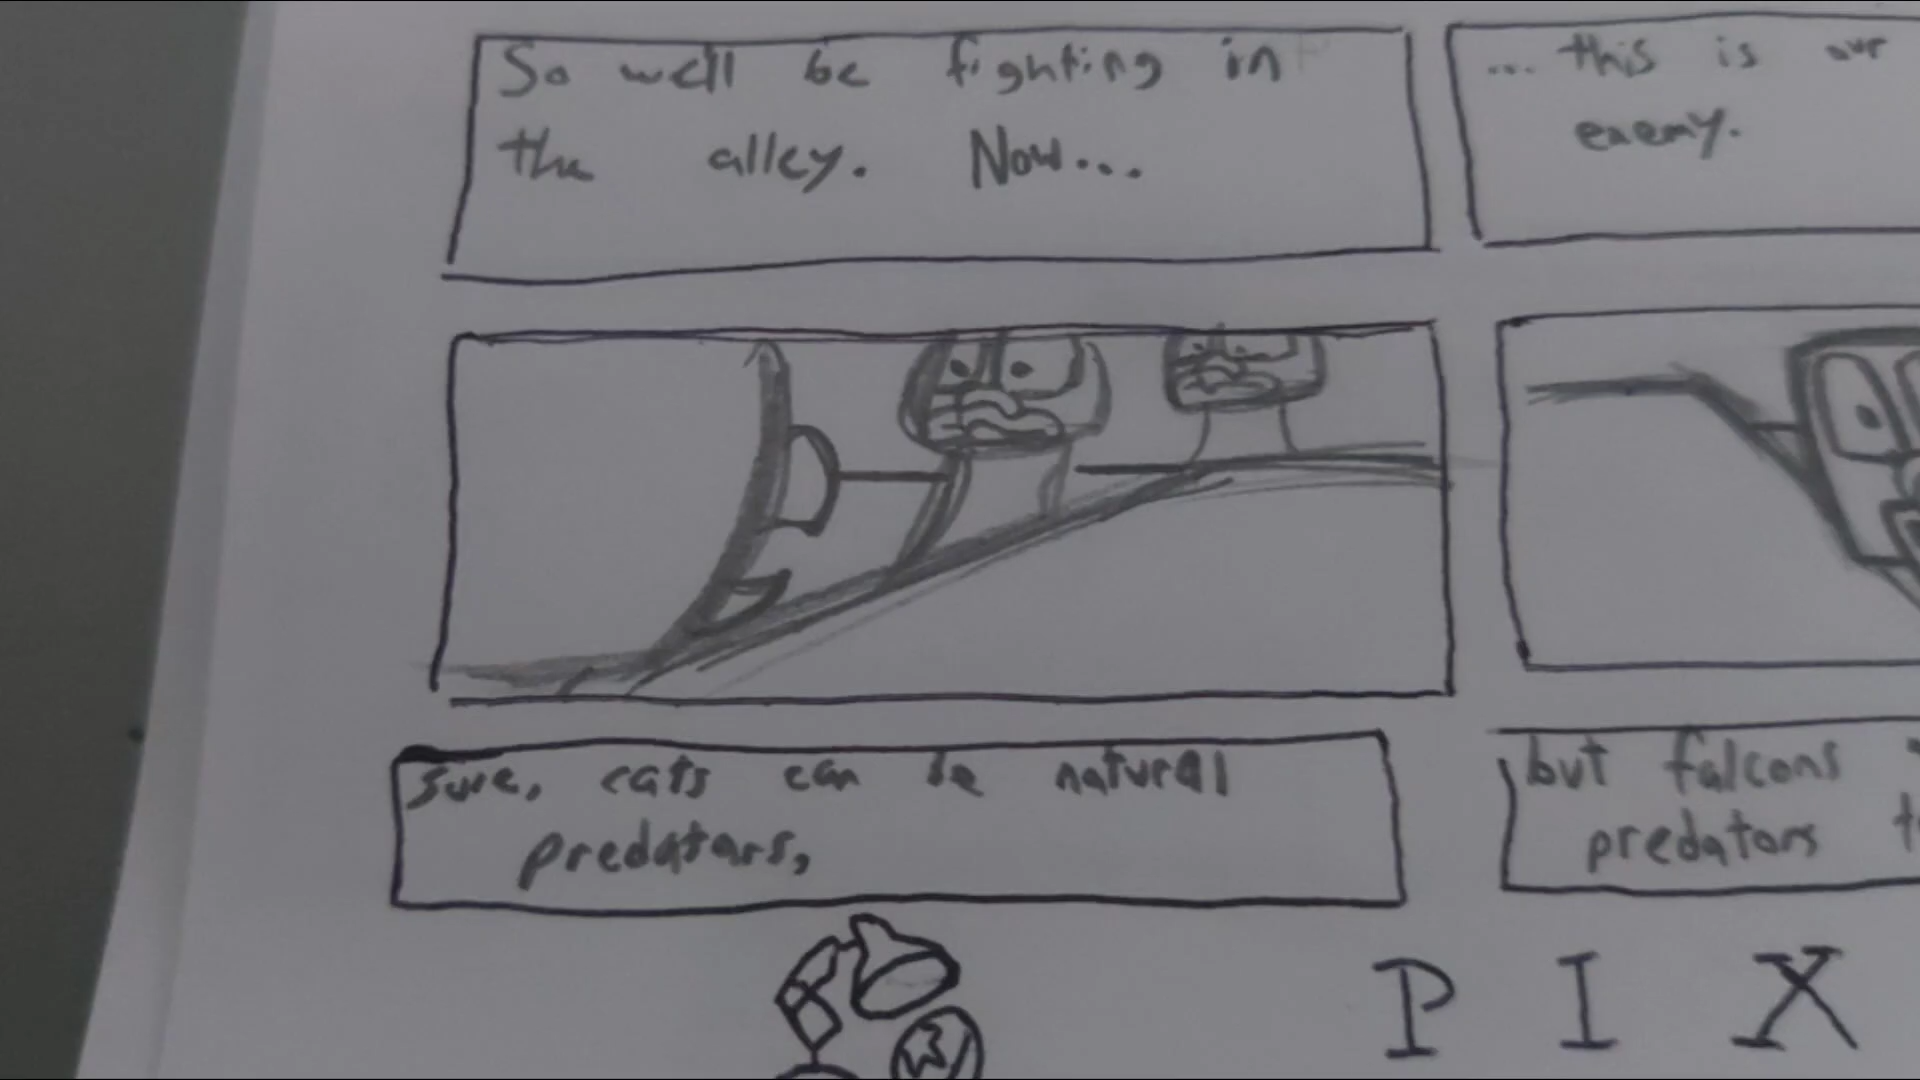 So we'll be fighting in
the alley. Now...
... this is our
enemy.
Sure, cats can be natural
predators,
but falcons
predators
P I X